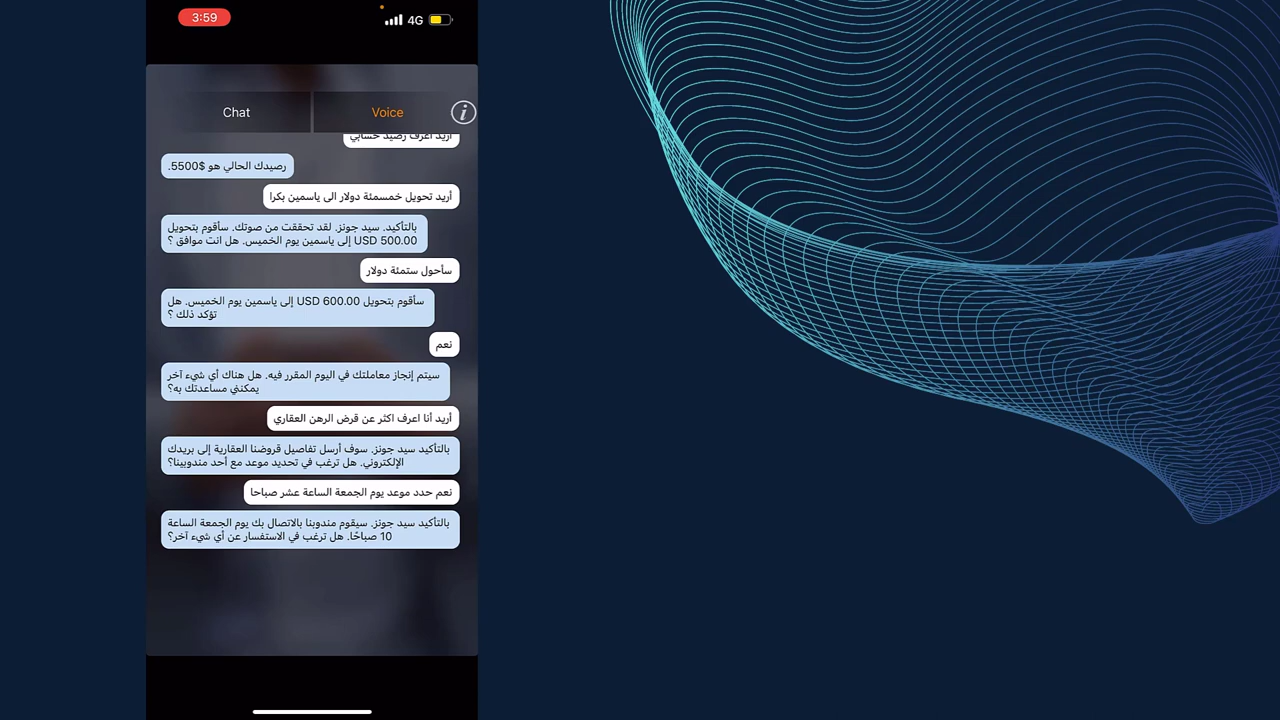 3:59
4G
Chat
Voice
i
أريد اعرف رصيد حسابي
رصيدك الحالي هو $5500.
أريد تحويل خمسمئة دولار الى ياسمين بكرا
بالتأكيد. سيد جونز. لقد تحققت من صوتك. سأقوم بتحويل
USD 500.00 إلى ياسمين يوم الخميس. هل انت موافق ؟
سأحول ستمئة دولار
سأقوم بتحويل USD 600.00 إلى ياسمين يوم الخميس. هل
تؤكد ذلك ؟
نعم
سيتم إنجاز معاملتك في اليوم المقرر فيه. هل هناك أي شيء آخر
يمكنني مساعدتك به؟
أريد أنا اعرف اكثر عن قرض الرهن العقاري
بالتأكيد سيد جونز. سوف أرسل تفاصيل قروضنا العقارية إلى بريدك
الإلكتروني. هل ترغب في تحديد موعد مع أحد مندوبينا؟
نعم حدد موعد يوم الجمعة الساعة عشر صباحا
بالتأكيد سيد جونز. سيقوم مندوبنا بالاتصال بك يوم الجمعة الساعة
10 صباحًا. هل ترغب في الاستفسار عن أي شيء آخر؟